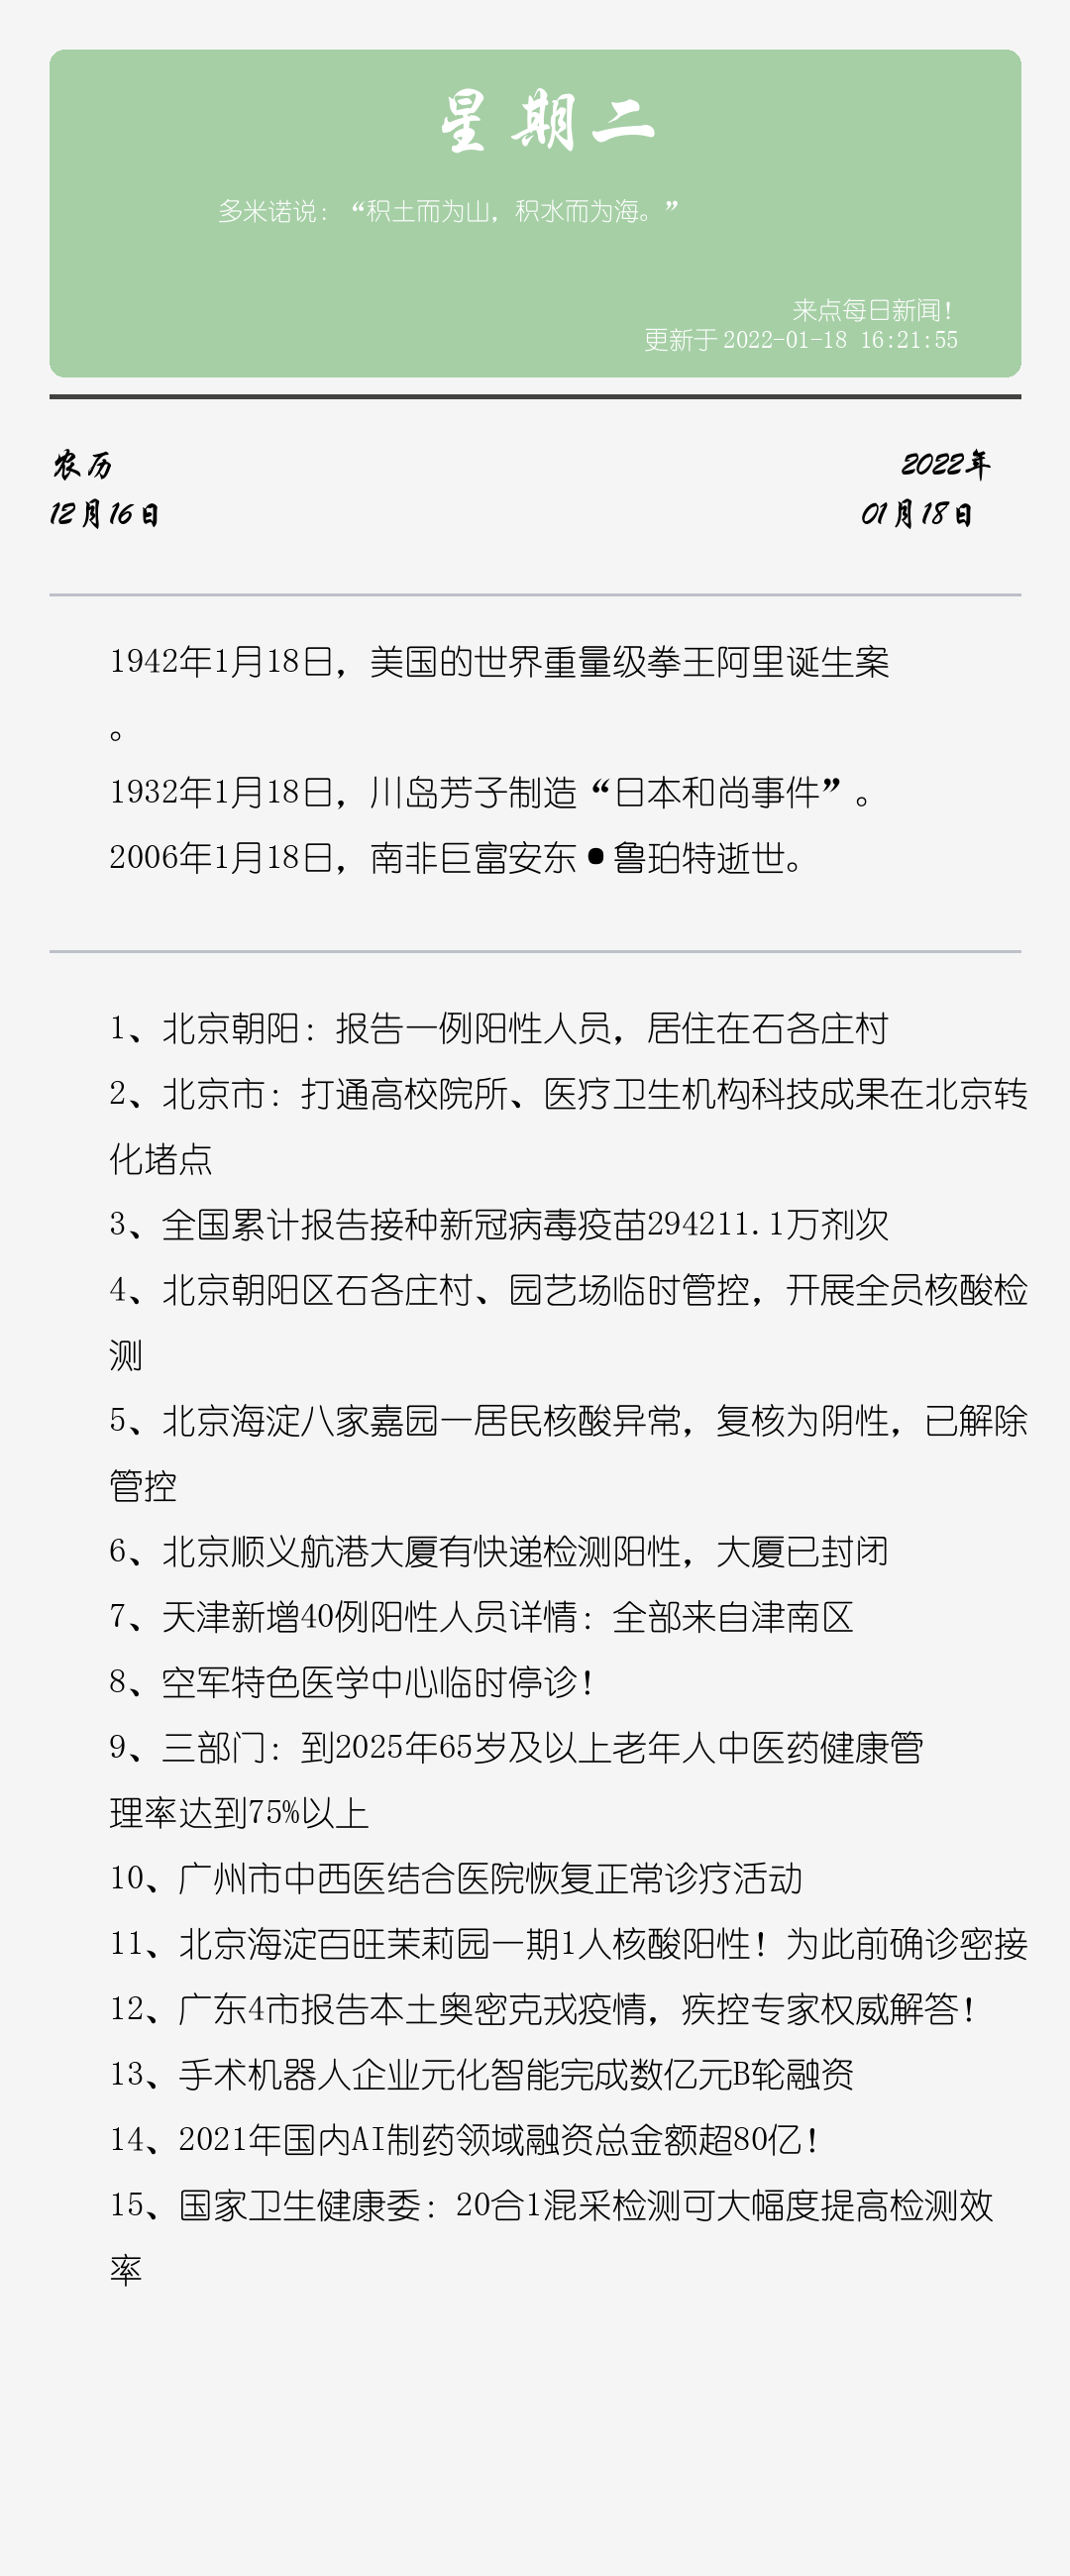 星期二
多米诺说：“积土而为山，积水而为海。”
来点每日新闻！
更新于 2022-01-18 16:21:55
农历
2022年
12月16日
01月18日
1942年1月18日，美国的世界重量级拳王阿里诞生案
。
1932年1月18日，川岛芳子制造“日本和尚事件”。
2006年1月18日，南非巨富安东●鲁珀特逝世。
1、北京朝阳：报告一例阳性人员，居住在石各庄村
2、北京市：打通高校院所、医疗卫生机构科技成果在北京转
化堵点
3、全国累计报告接种新冠病毒疫苗294211.1万剂次
4、北京朝阳区石各庄村、园艺场临时管控，开展全员核酸检
测
5、北京海淀八家嘉园一居民核酸异常，复核为阴性，已解除
管控
6、北京顺义航港大厦有快递检测阳性，大厦已封闭
7、天津新增40例阳性人员详情：全部来自津南区
8、空军特色医学中心临时停诊！
9、三部门：到2025年65岁及以上老年人中医药健康管
理率达到75%以上
10、广州市中西医结合医院恢复正常诊疗活动
11、北京海淀百旺茉莉园一期1人核酸阳性！为此前确诊密接
12、广东4市报告本土奥密克戎疫情，疾控专家权威解答！
13、手术机器人企业元化智能完成数亿元B轮融资
14、2021年国内AI制药领域融资总金额超80亿！
15、国家卫生健康委：20合1混采检测可大幅度提高检测效
率